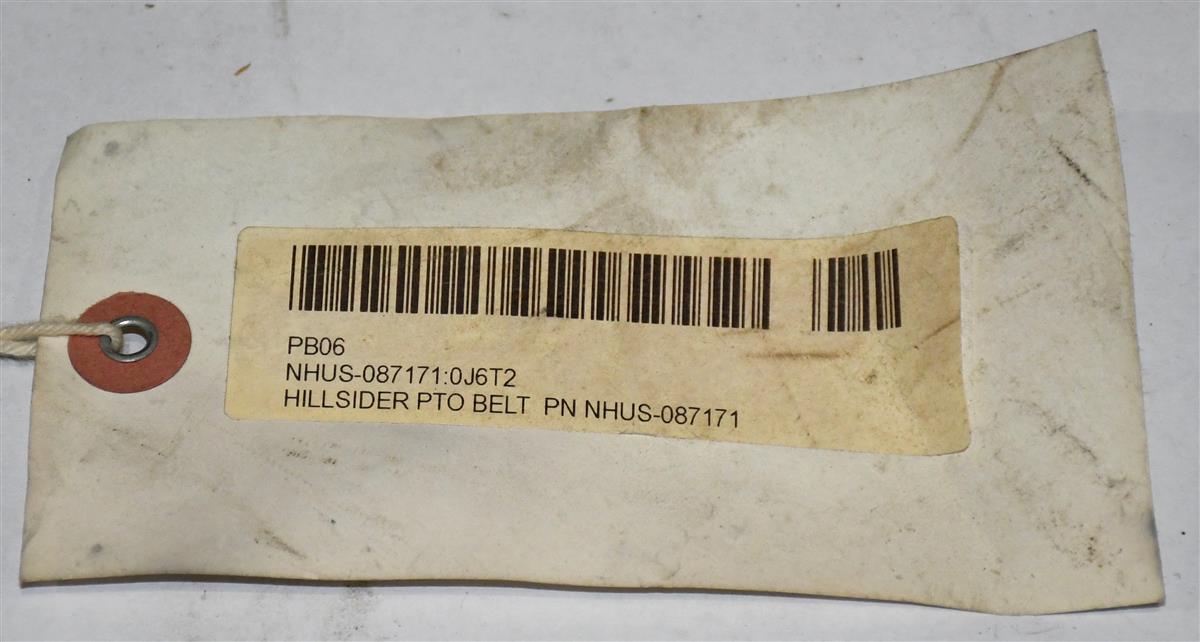 PB06
NHUS-087171:0J6T2
HILLSIDER PTO BELT PN NHUS-087171